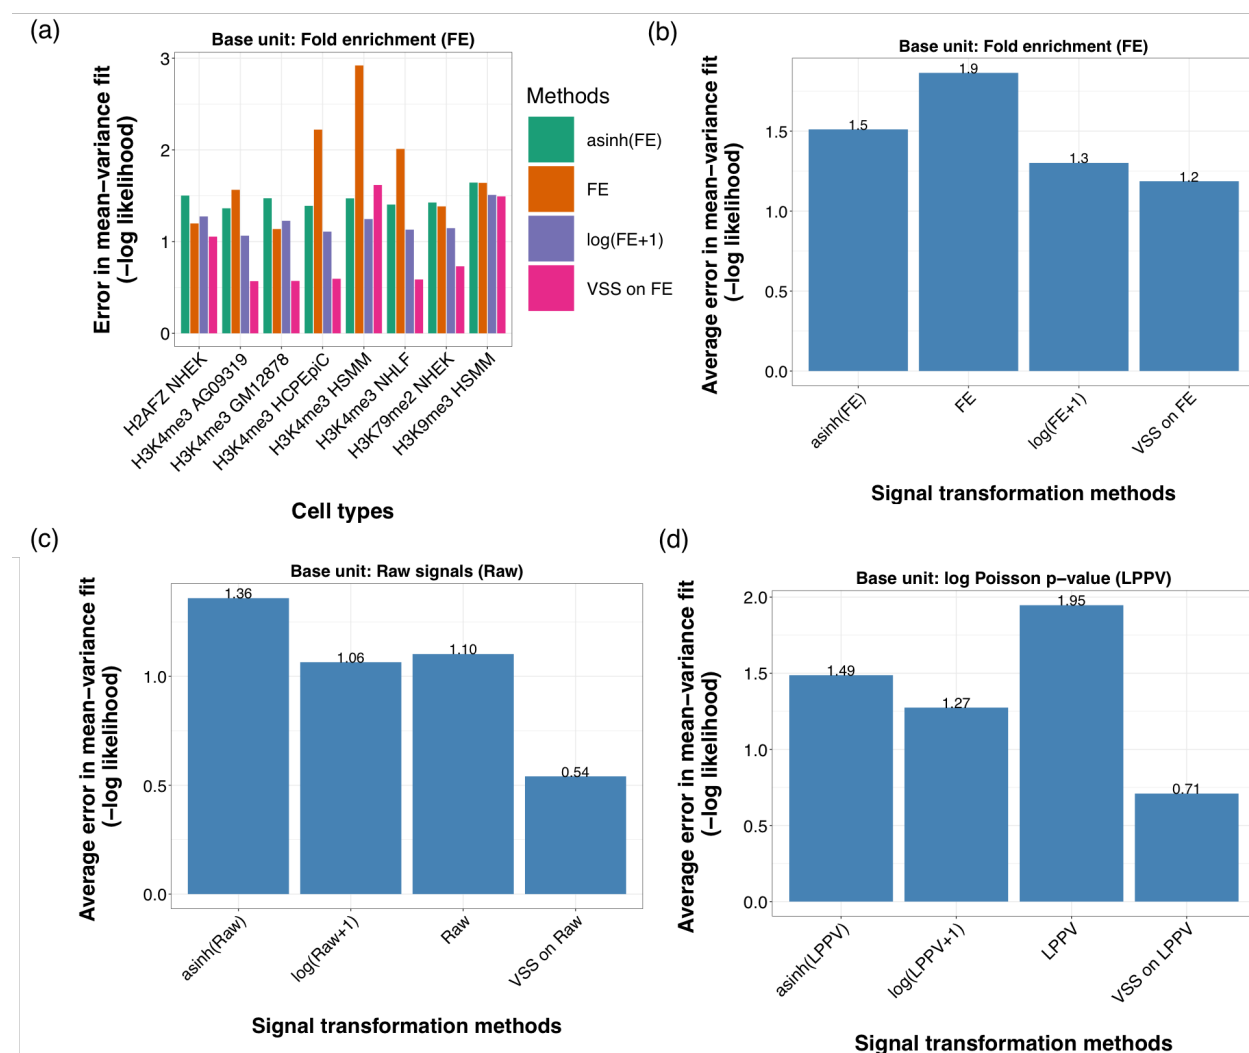 (a)
Base unit: Fold enrichment (FE)
Error in mean−variance fit
(−log likelihood)
3
2
1
0
H2AFZ NHEK
H3K4me3 AG09319
H3K4me3 GM12878
H3K4me3 HCPEpiC
H3K4me3 HSMM
H3K4me3 NHLF
H3K79me2 NHEK
H3K9me3 HSMM
Cell types
Methods
asinh(FE)
FE
log(FE+1)
VSS on FE
(b)
Base unit: Fold enrichment (FE)
Average error in mean−variance fit
(−log likelihood)
1.5
1.0
0.5
0.0
1.5
1.9
1.3
1.2
asinh(FE)
FE
log(FE+1)
VSS on FE
Signal transformation methods
(c)
Base unit: Raw signals (Raw)
Average error in mean−variance fit
(−log likelihood)
1.0
0.5
0.0
1.36
1.06
1.10
0.54
asinh(Raw)
log(Raw+1)
Raw
VSS on Raw
Signal transformation methods
(d)
Base unit: log Poisson p−value (LPPV)
Average error in mean−variance fit
(−log likelihood)
2.0
1.5
1.0
0.5
0.0
1.49
1.27
1.95
0.71
asinh(LPPV)
log(LPPV+1)
LPPV
VSS on LPPV
Signal transformation methods